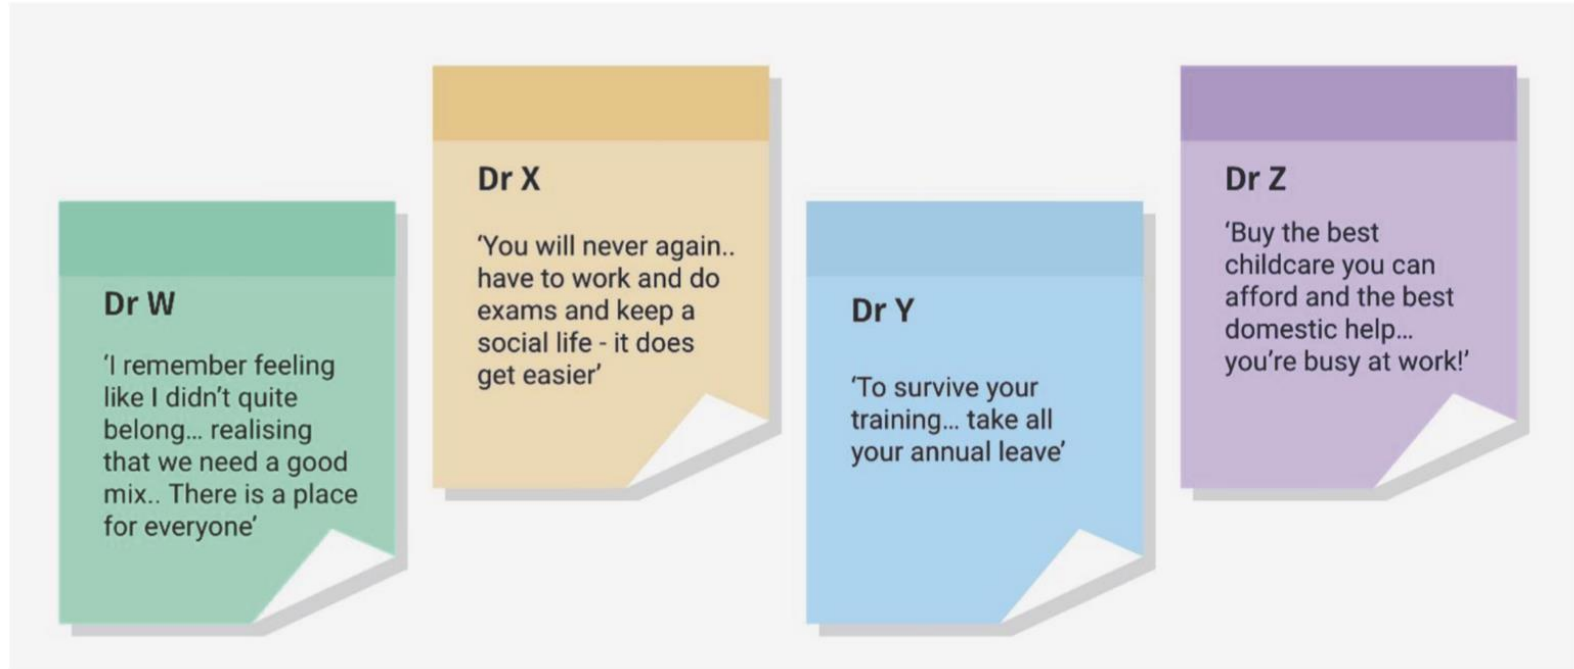 Dr W
‘I remember feeling
like I didn’t quite
belong... realising
that we need a good
mix.. There is a place
for everyone’
Dr X
‘You will never again..
have to work and do
exams and keep a
social life - it does
get easier’
Dr Y
‘To survive your
training... take all
your annual leave’
Dr Z
‘Buy the best
childcare you can
afford and the best
domestic help...
you’re busy at work!’